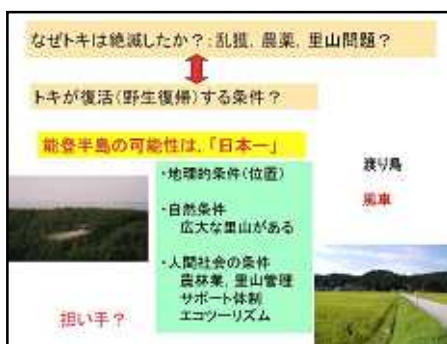 なぜトキは絶滅したか？：乱獲，農薬，里山問題？
トキが復活（野生復帰）する条件？
能登半島の可能性は，「日本一」
・地理的条件（位置）
・自然条件
広大な里山がある
・人間社会の条件
農林業，里山管理
サポート体制
エコツーリズム
渡り鳥
風車
担い手？